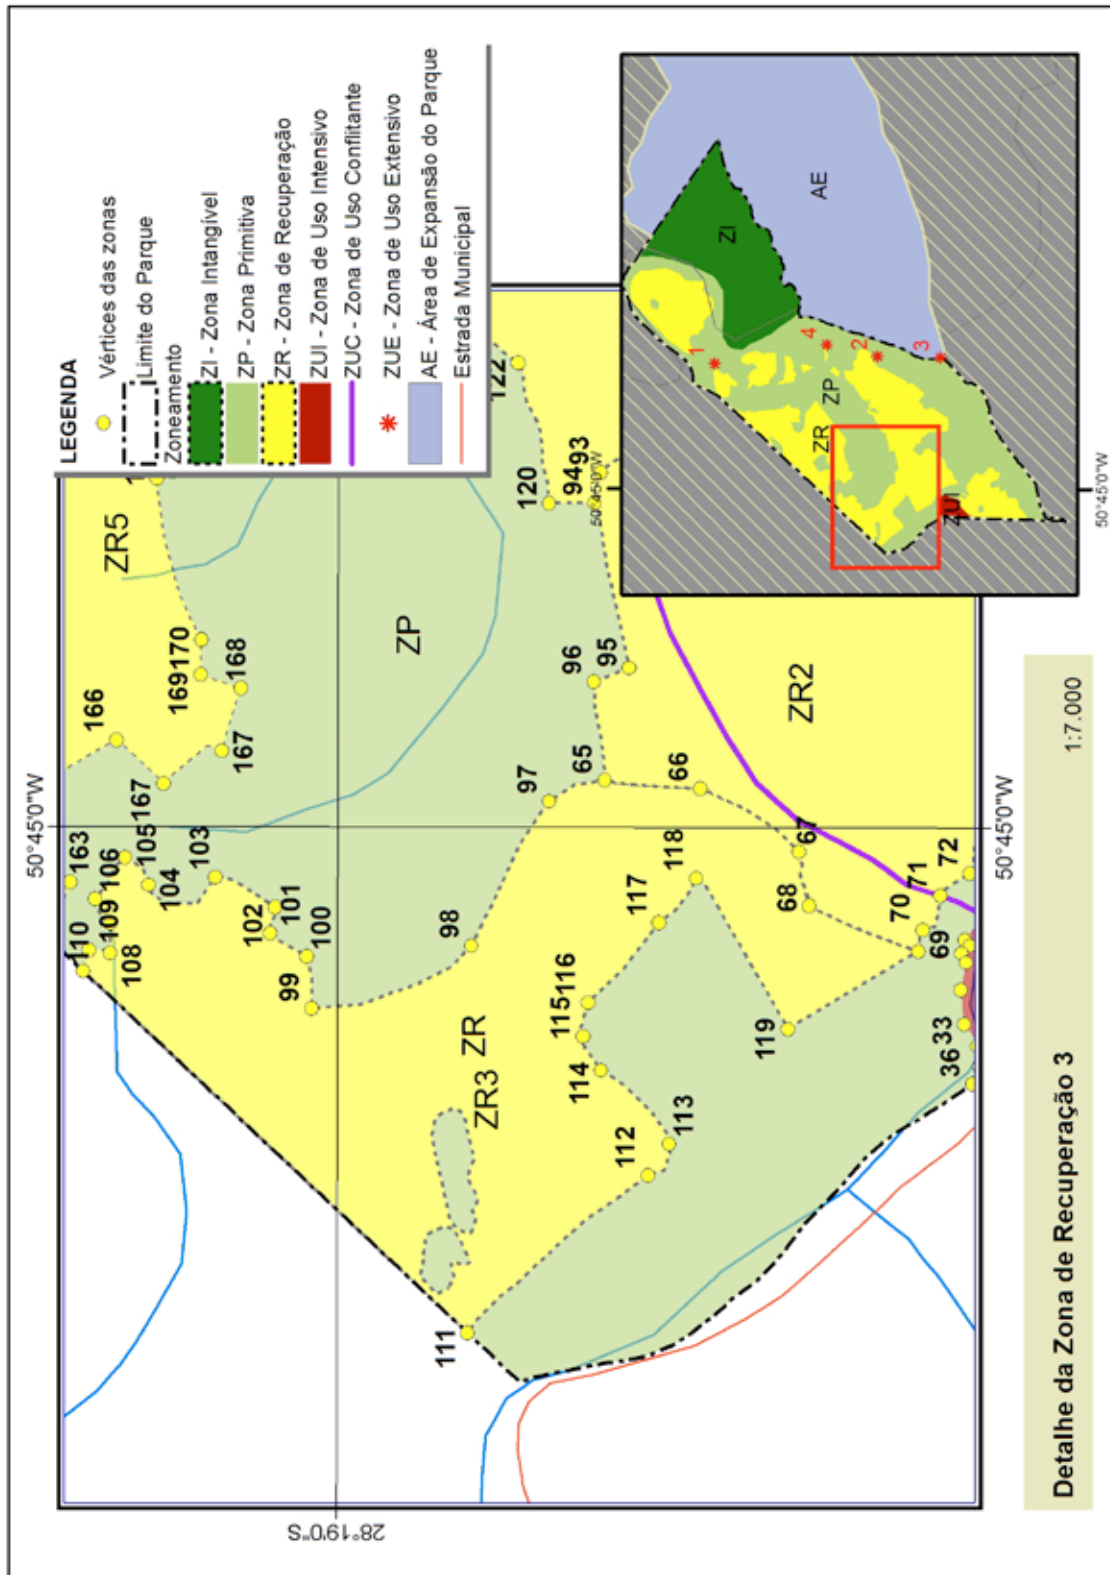 LEGENDA
Vértices das zonas
Limite do Parque
Zoneamento
ZI - Zona Intangível
ZP - Zona Primitiva
ZR - Zona de Recuperação
ZUI - Zona de Uso Intensivo
ZUC - Zona de Uso Conflitante
ZUE - Zona de Uso Extensivo
AE - Área de Expansão do Parque
Estrada Municipal
50°45'0"W
163
110
109
106
105
108
104
103
102
101
100
99
98
97
167
166
169
170
168
167
ZR5
ZP
28°19'0"S
ZR
ZR3
111
112
113
114
115
116
117
118
119
65
66
67
68
69
70
71
72
96
95
94
93
120
122
36
33
ZR2
50°45'0"W
50°45'0"W
ZI
AE
ZP
ZR
ZUI
1
4
2
3
50°45'0"W
Detalhe da Zona de Recuperação 3
1:7.000